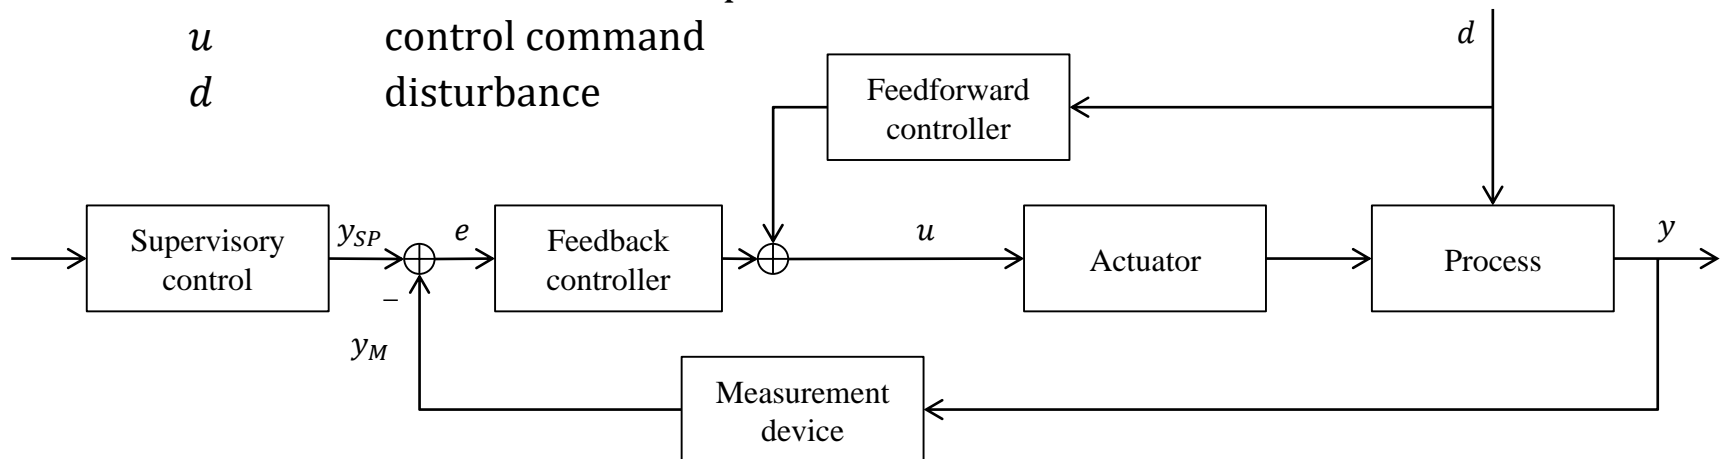 u control command
d disturbance
d
Feedforward
controller
Supervisory
control
y_SP
e
Feedback
controller
u
Actuator
Process
y
−
y_M
Measurement
device